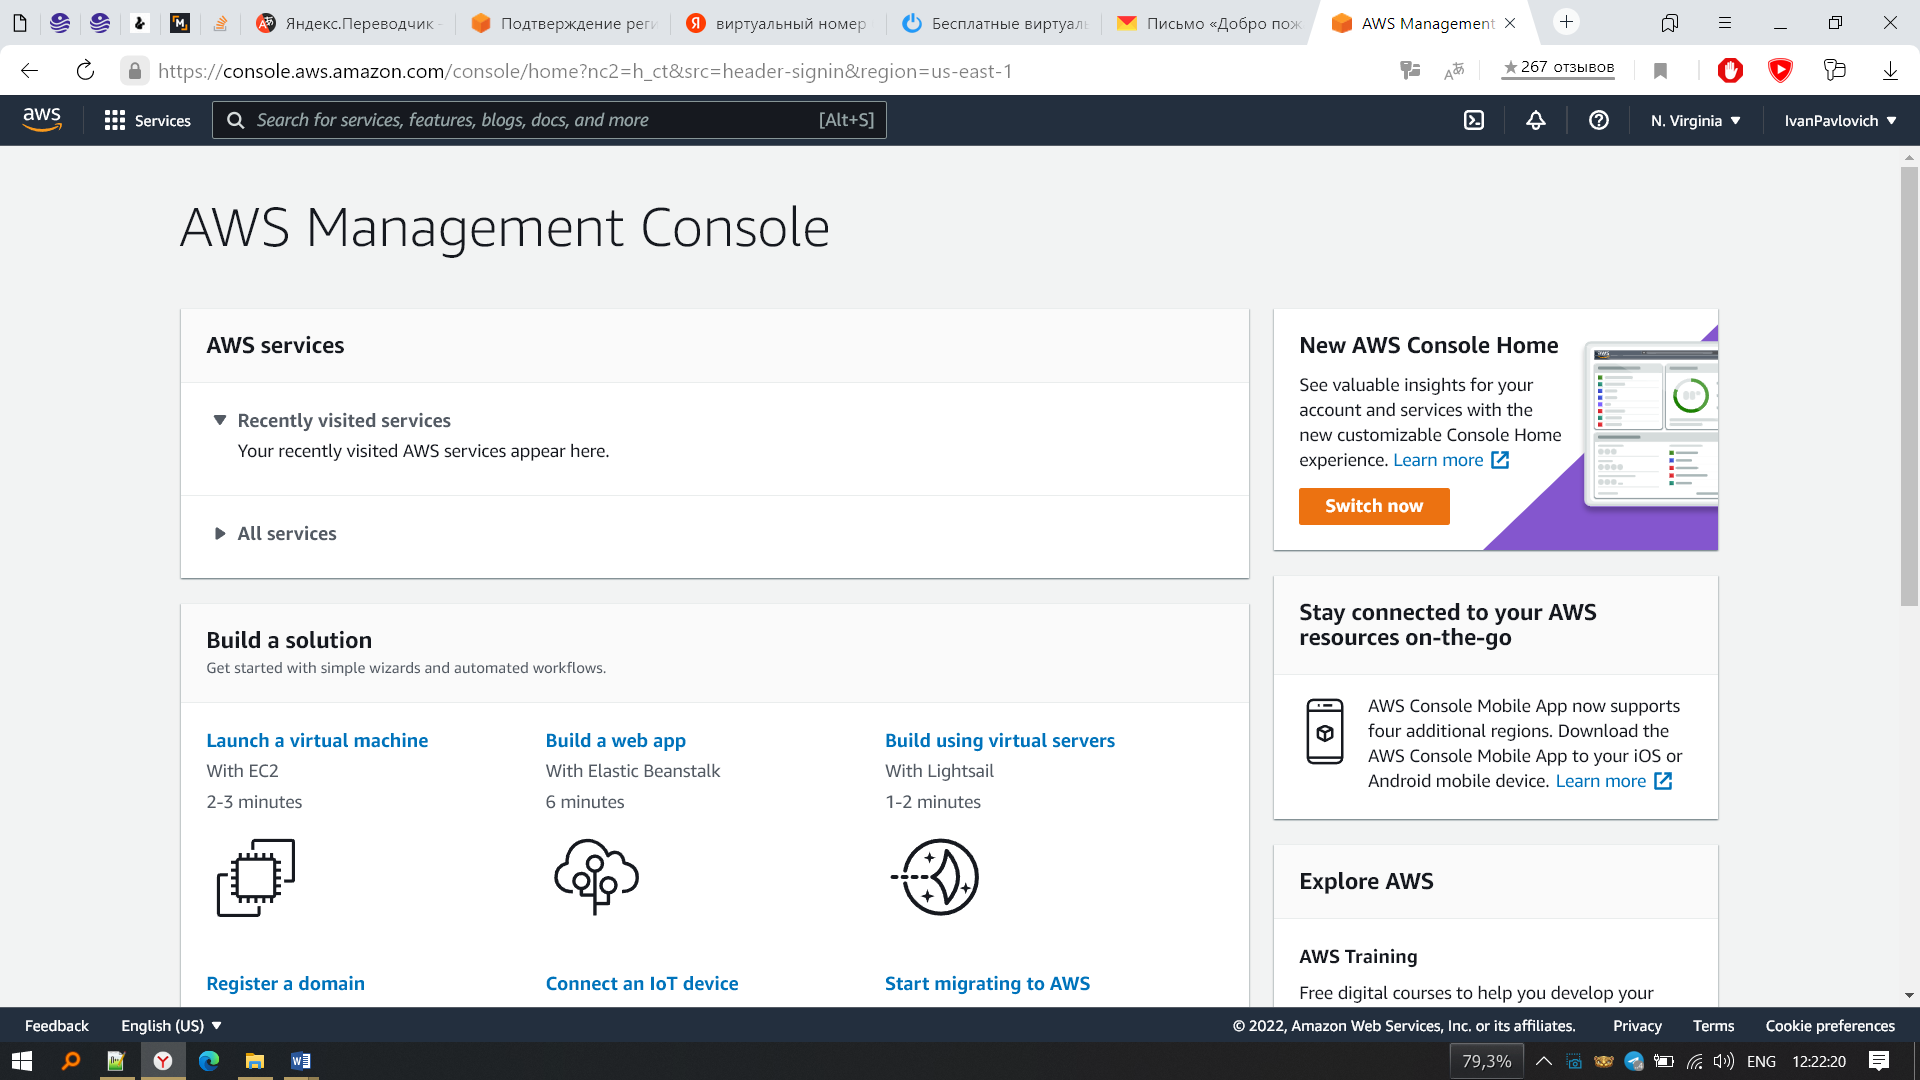 Яндекс.Переводчик -
Подтверждение реги
виртуальный номер
Бесплатные виртуаль
Письмо «Добро пож
AWS Management
https://console.aws.amazon.com/console/home?nc2=h_ct&src=header-signin&region=us-east-1
★267 отзывов
aws
Services
Search for services, features, blogs, docs, and more
[Alt+S]
N. Virginia ▼
IvanPavlovich ▼
AWS Management Console
AWS services
Recently visited services
Your recently visited AWS services appear here.
All services
Build a solution
Get started with simple wizards and automated workflows.
Launch a virtual machine
With EC2
2-3 minutes
Build a web app
With Elastic Beanstalk
6 minutes
Build using virtual servers
With Lightsail
1-2 minutes
Register a domain
Connect an IoT device
Start migrating to AWS
New AWS Console Home
See valuable insights for your
account and services with the
new customizable Console Home
experience. Learn more
Switch now
Stay connected to your AWS
resources on-the-go
AWS Console Mobile App now supports
four additional regions. Download the
AWS Console Mobile App to your iOS or
Android mobile device. Learn more
Explore AWS
AWS Training
Free digital courses to help you develop your
Feedback
English (US) ▼
© 2022, Amazon Web Services, Inc. or its affiliates.
Privacy
Terms
Cookie preferences
79,3%
ENG
12:22:20